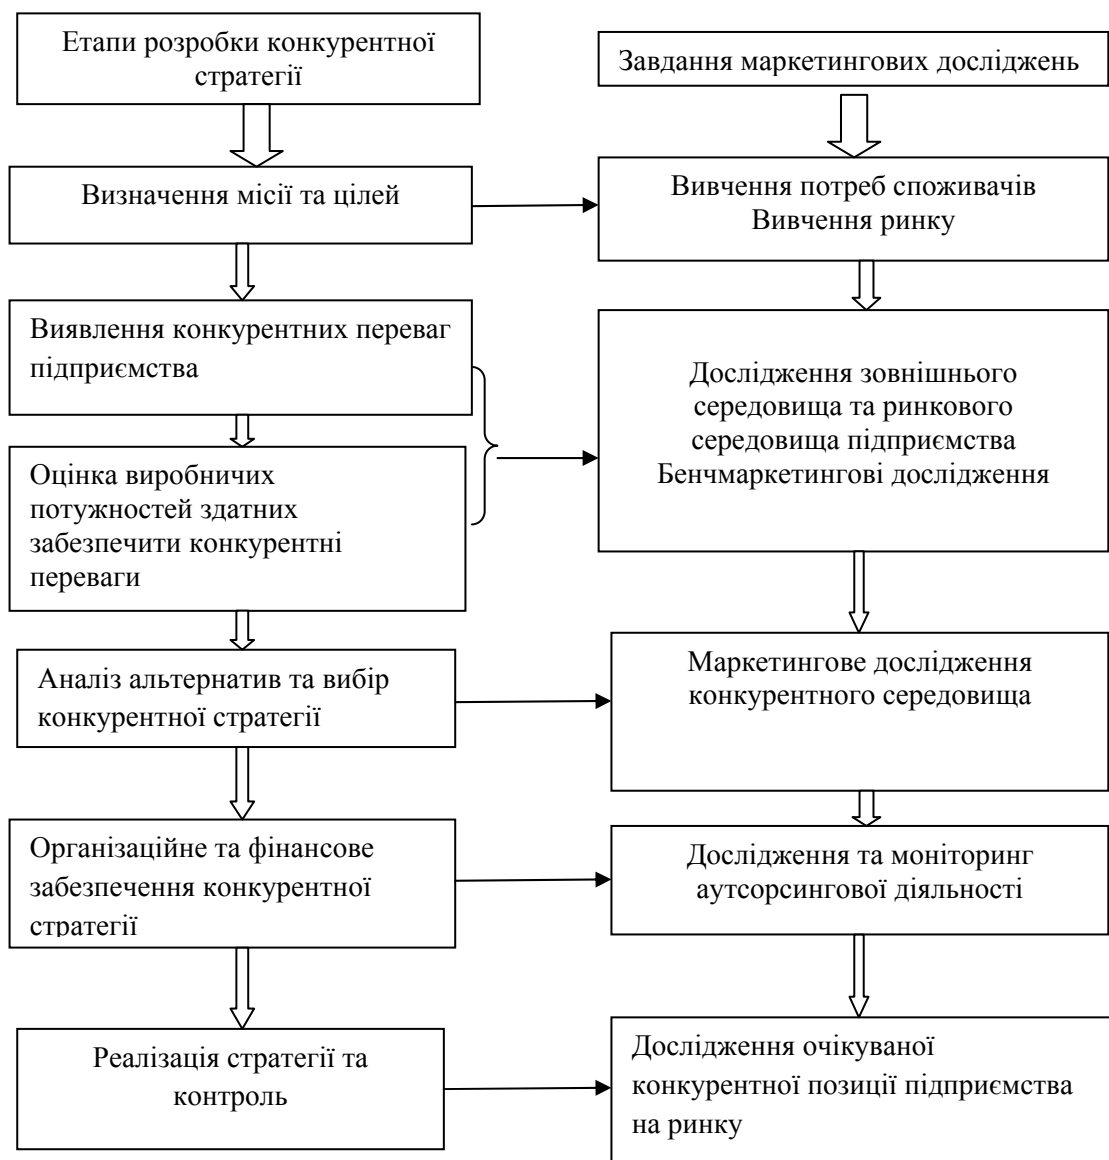 Етапи розробки конкурентної
стратегії
Завдання маркетингових досліджень
Визначення місії та цілей
Вивчення потреб споживачів
Вивчення ринку
Виявлення конкурентних переваг
підприємства
Дослідження зовнішнього
середовища та ринкового
середовища підприємства
Бенчмаркетингові дослідження
Оцінка виробничих
потужностей здатних
забезпечити конкурентні
переваги
Аналіз альтернатив та вибір
конкурентної стратегії
Маркетингове дослідження
конкурентного середовища
Організаційне та фінансове
забезпечення конкурентної
стратегії
Дослідження та моніторинг
аутсорсингової діяльності
Реалізація стратегії та
контроль
Дослідження очікуваної
конкурентної позиції підприємства
на ринку